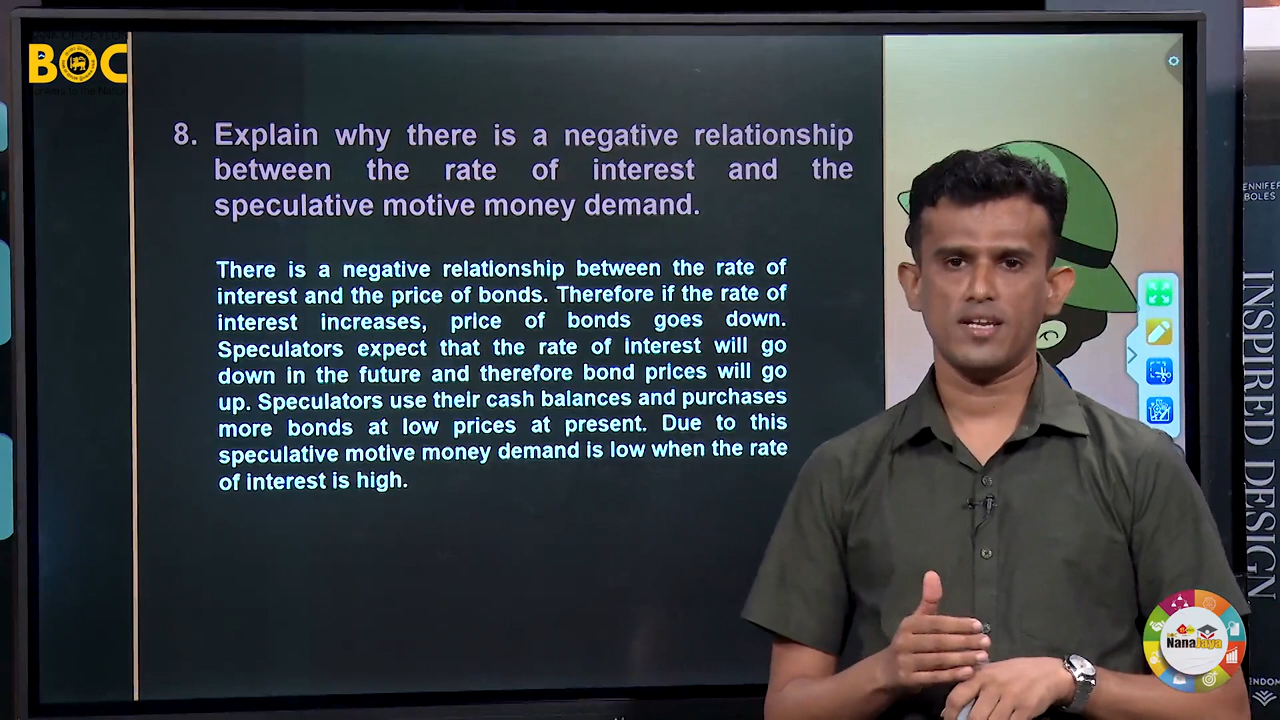 BOC
8. Explain why there is a negative relationship
between the rate of interest and the
speculative motive money demand.
There is a negative relationship between the rate of
interest and the price of bonds. Therefore if the rate of
interest increases, price of bonds goes down.
Speculators expect that the rate of interest will go
down in the future and therefore bond prices will go
up. Speculators use their cash balances and purchases
more bonds at low prices at present. Due to this
speculative motive money demand is low when the rate
of interest is high.
INSPIRED DESIGN
NanaJaya